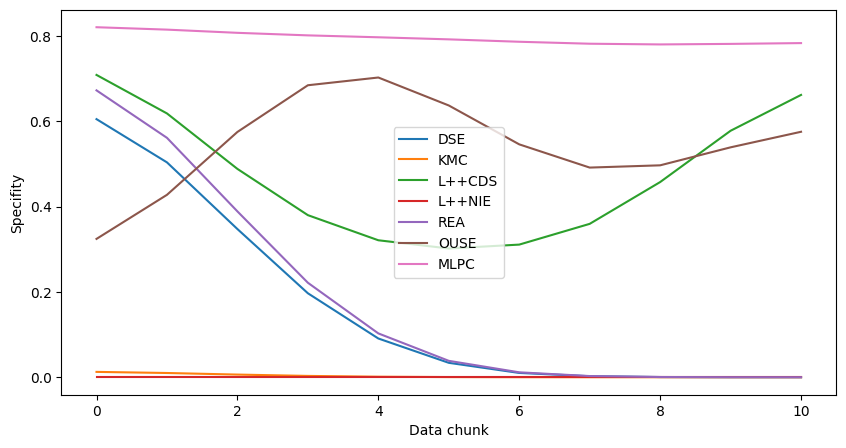 0.8
0.6
0.4
0.2
0.0
Specifity
DSE
KMC
L++CDS
L++NIE
REA
OUSE
MLPC
0 2 4 6 8 10
Data chunk